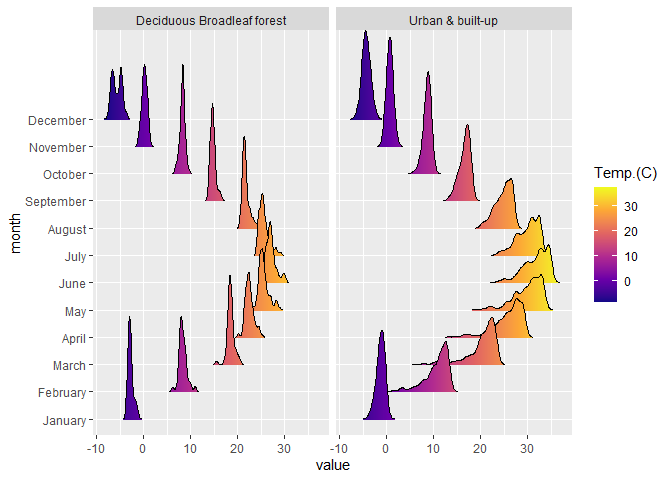 Deciduous Broadleaf forest
Urban & built-up
December
November
October
September
August
July
June
May
April
March
February
January
month
-10 0 10 20 30
-10 0 10 20 30
value
Temp.(C)
30
20
10
0